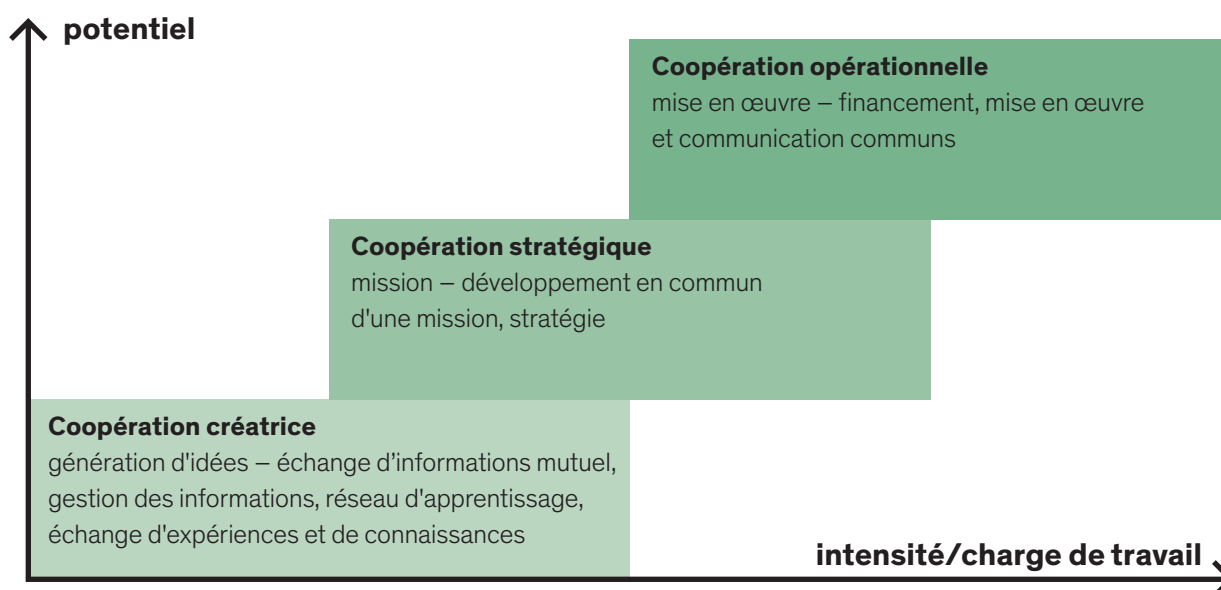 potentiel
Coopération opérationnelle
mise en œuvre – financement, mise en œuvre
et communication communs
Coopération stratégique
mission – développement en commun
d'une mission, stratégie
Coopération créatrice
génération d'idées – échange d’informations mutuel,
gestion des informations, réseau d'apprentissage,
échange d'expériences et de connaissances
intensité/charge de travail